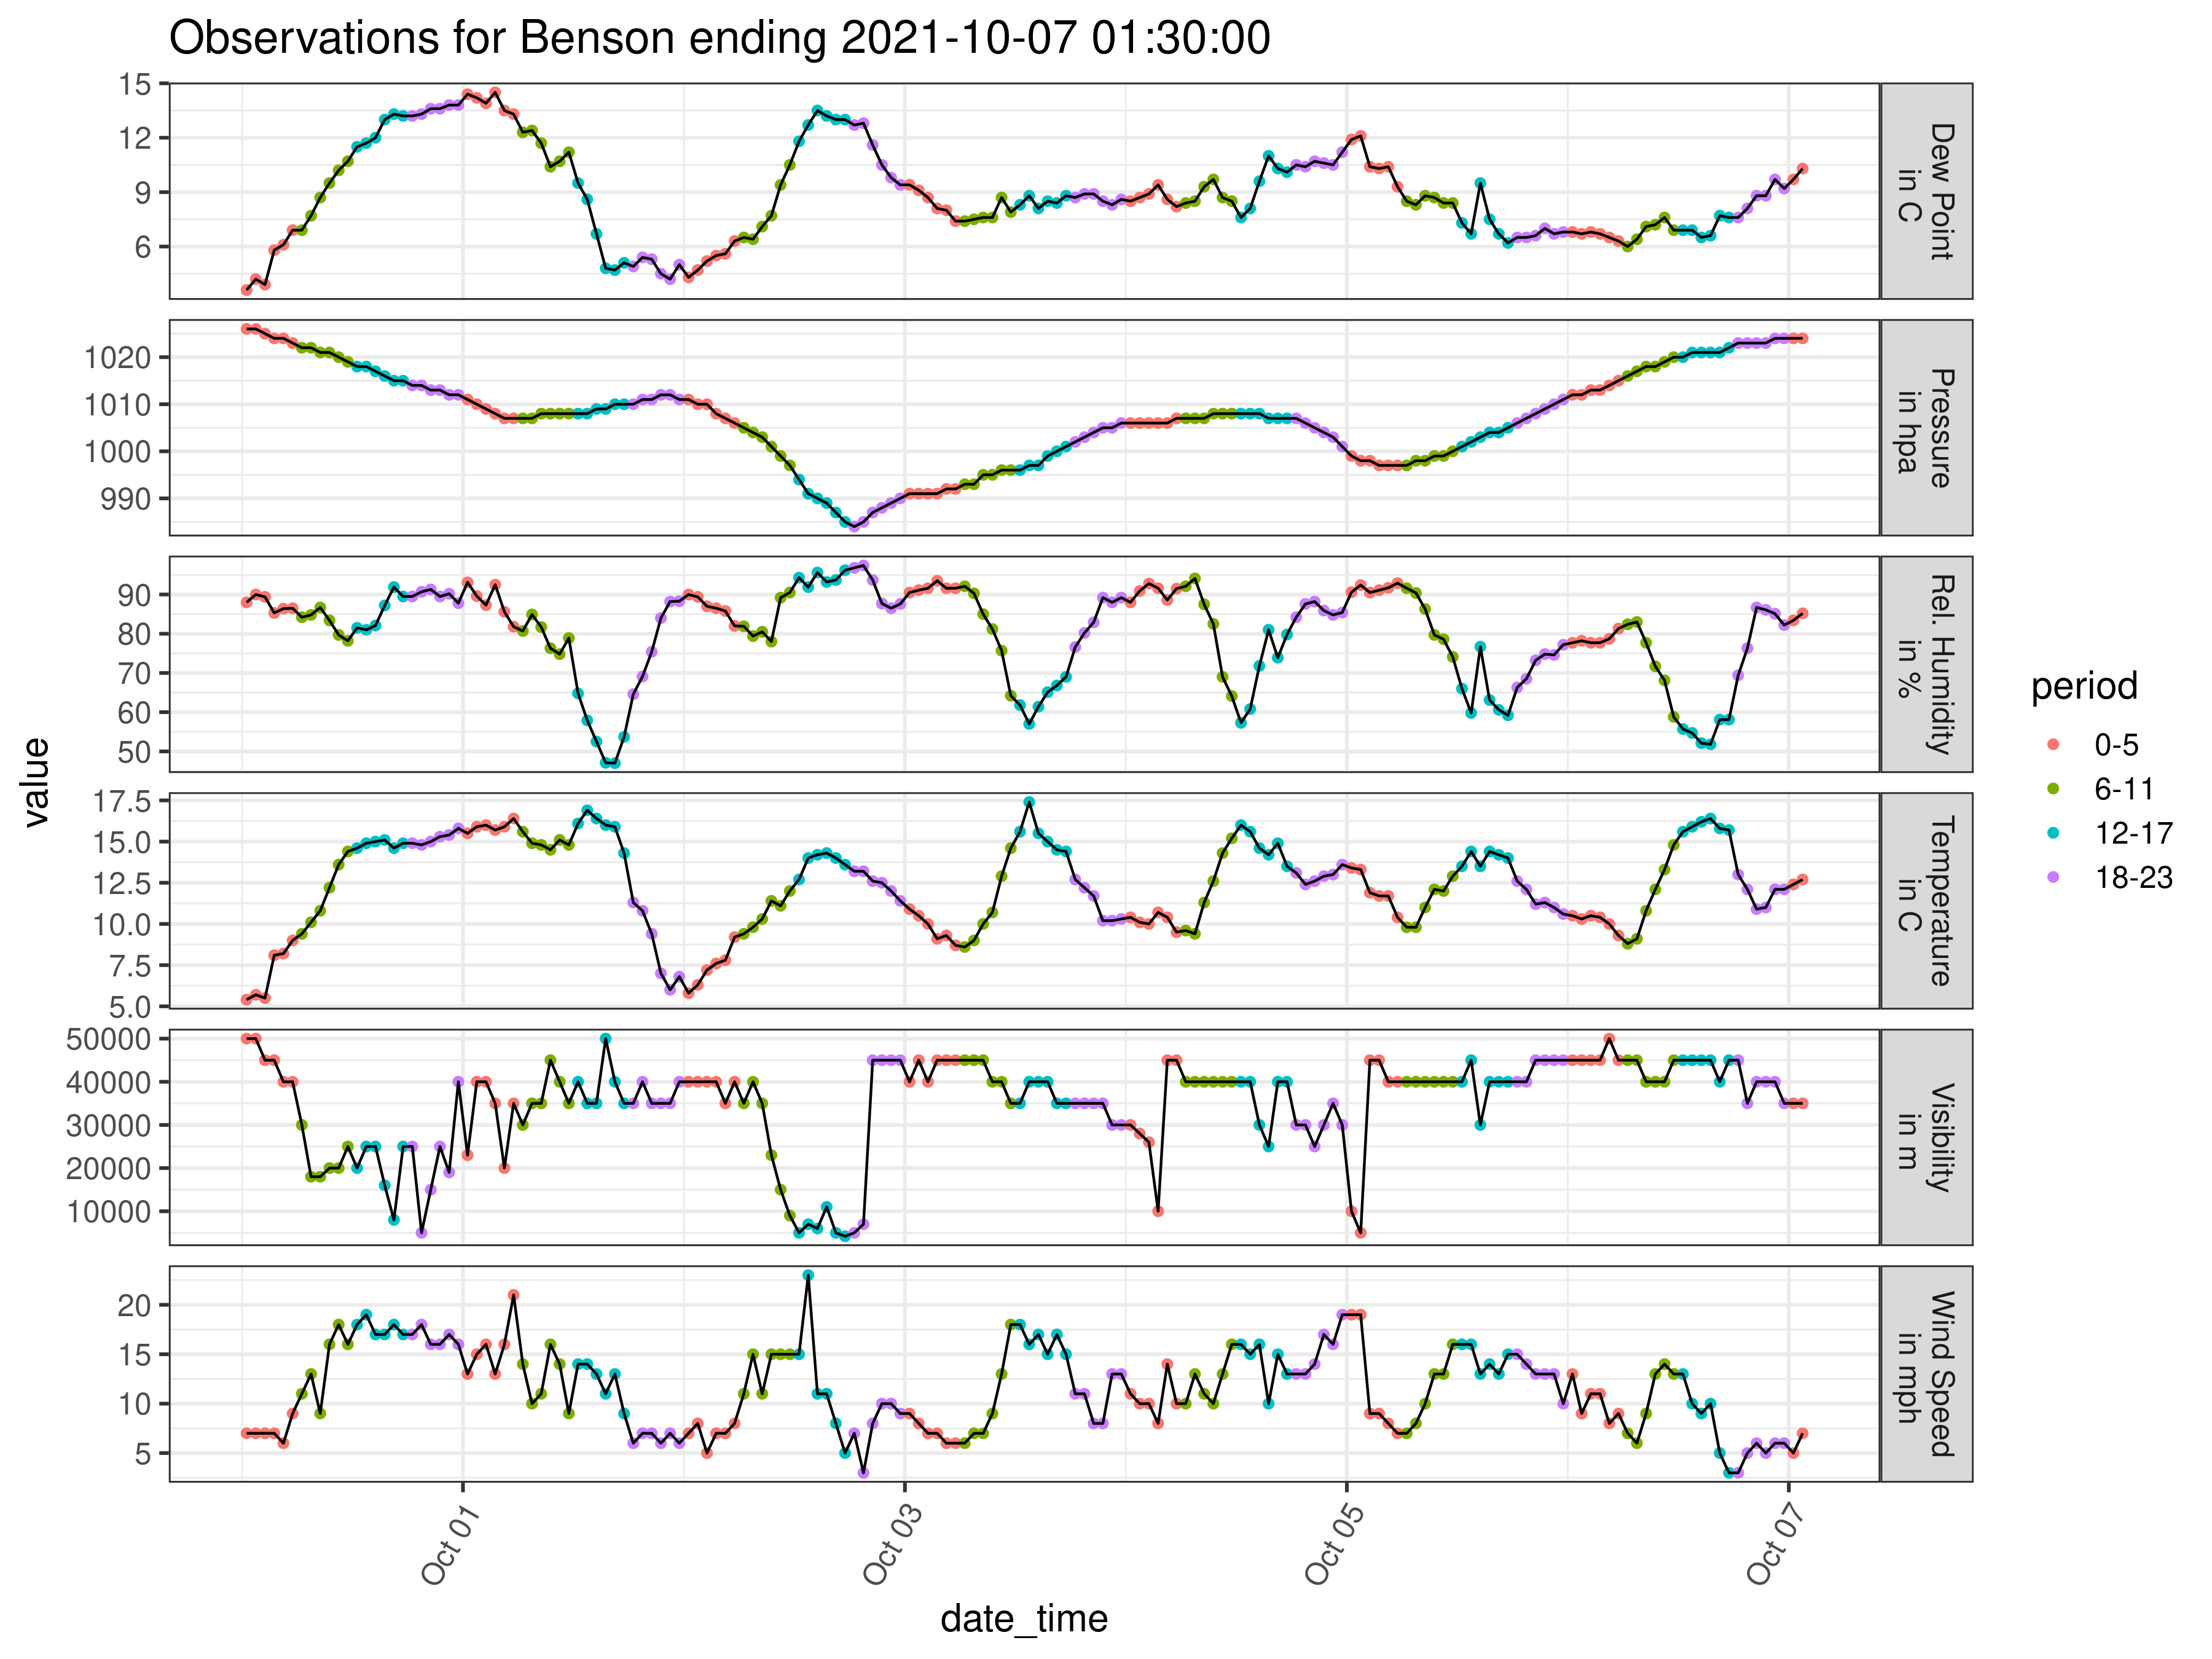 Observations for Benson ending 2021-10-07 01:30:00
value
15
12
9
6
Dew Point
in C
1020
1010
1000
990
Pressure
in hpa
90
80
70
60
50
Rel. Humidity
in %
17.5
15.0
12.5
10.0
7.5
5.0
Temperature
in C
50000
40000
30000
20000
10000
Visibility
in m
20
15
10
5
Wind Speed
in mph
Oct 01
Oct 03
Oct 05
Oct 07
date_time
period
0-5
6-11
12-17
18-23